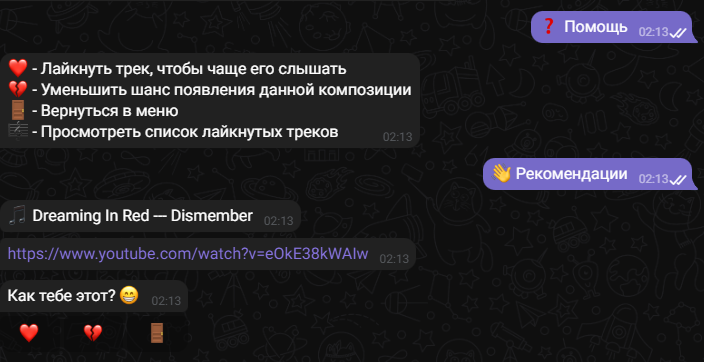 ❓ Помощь 02:13
❤️ - Лайкнуть трек, чтобы чаще его слышать
💔 - Уменьшить шанс появления данной композиции
🚪 - Вернуться в меню
🎼 - Просмотреть список лайкнутых треков 02:13
👋 Рекомендации 02:13
🎵 Dreaming In Red --- Dismember 02:13
https://www.youtube.com/watch?v=eOkE38kWAIw 02:13
Как тебе этот? 😁 02:13
❤️ 💔 🚪